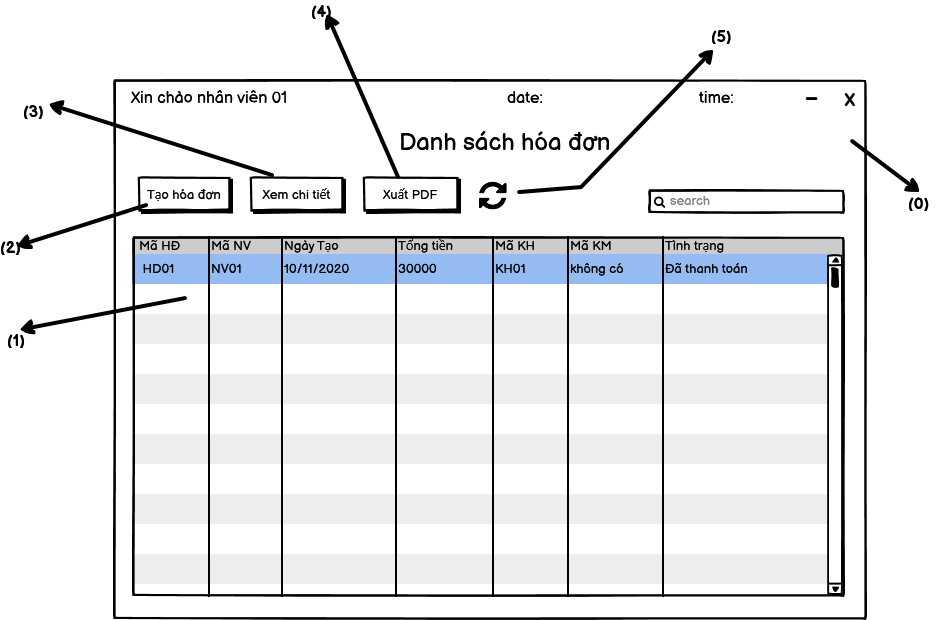 (4)
(5)
(3)
Xin chào nhân viên 01 date: time: – X
Danh sách hóa đơn
Tạo hóa đơn Xem chi tiết Xuất PDF
search
(0)
(2)
Mã HĐ Mã NV Ngày Tạo Tổng tiền Mã KH Mã KM Tình trạng
HD01 NV01 10/11/2020 30000 KH01 không có Đã thanh toán
(1)